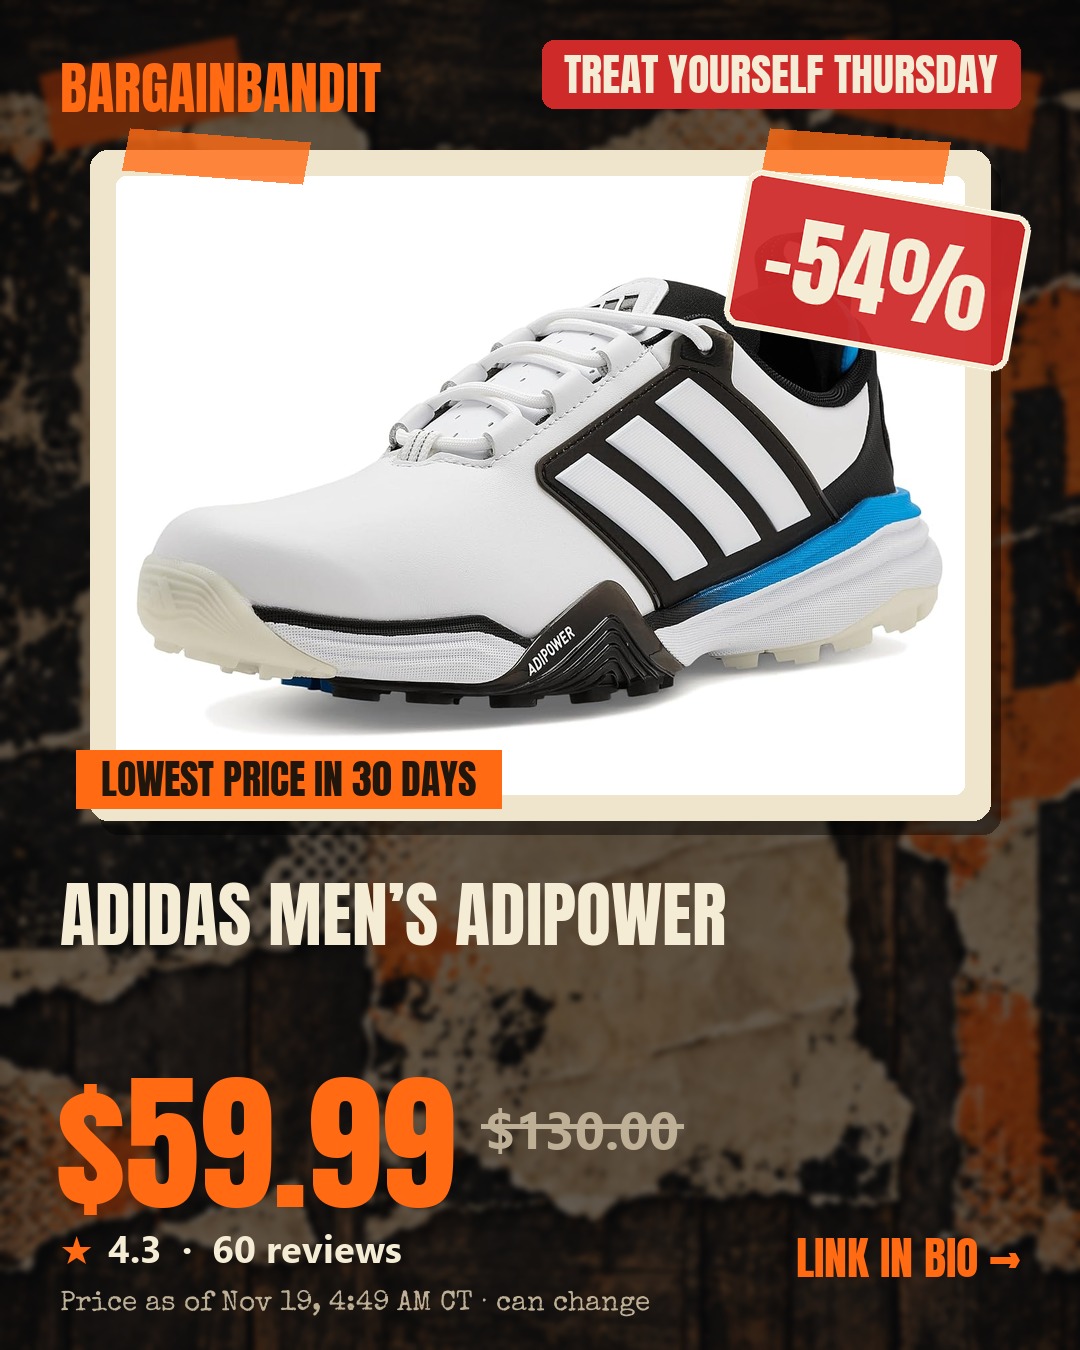 BARGAINBANDIT
TREAT YOURSELF THURSDAY
-54%
ADIPOWER
LOWEST PRICE IN 30 DAYS
ADIDAS MEN’S ADIPOWER
$59.99
$130.00
★ 4.3 · 60 reviews
LINK IN BIO →
Price as of Nov 19, 4:49 AM CT · can change